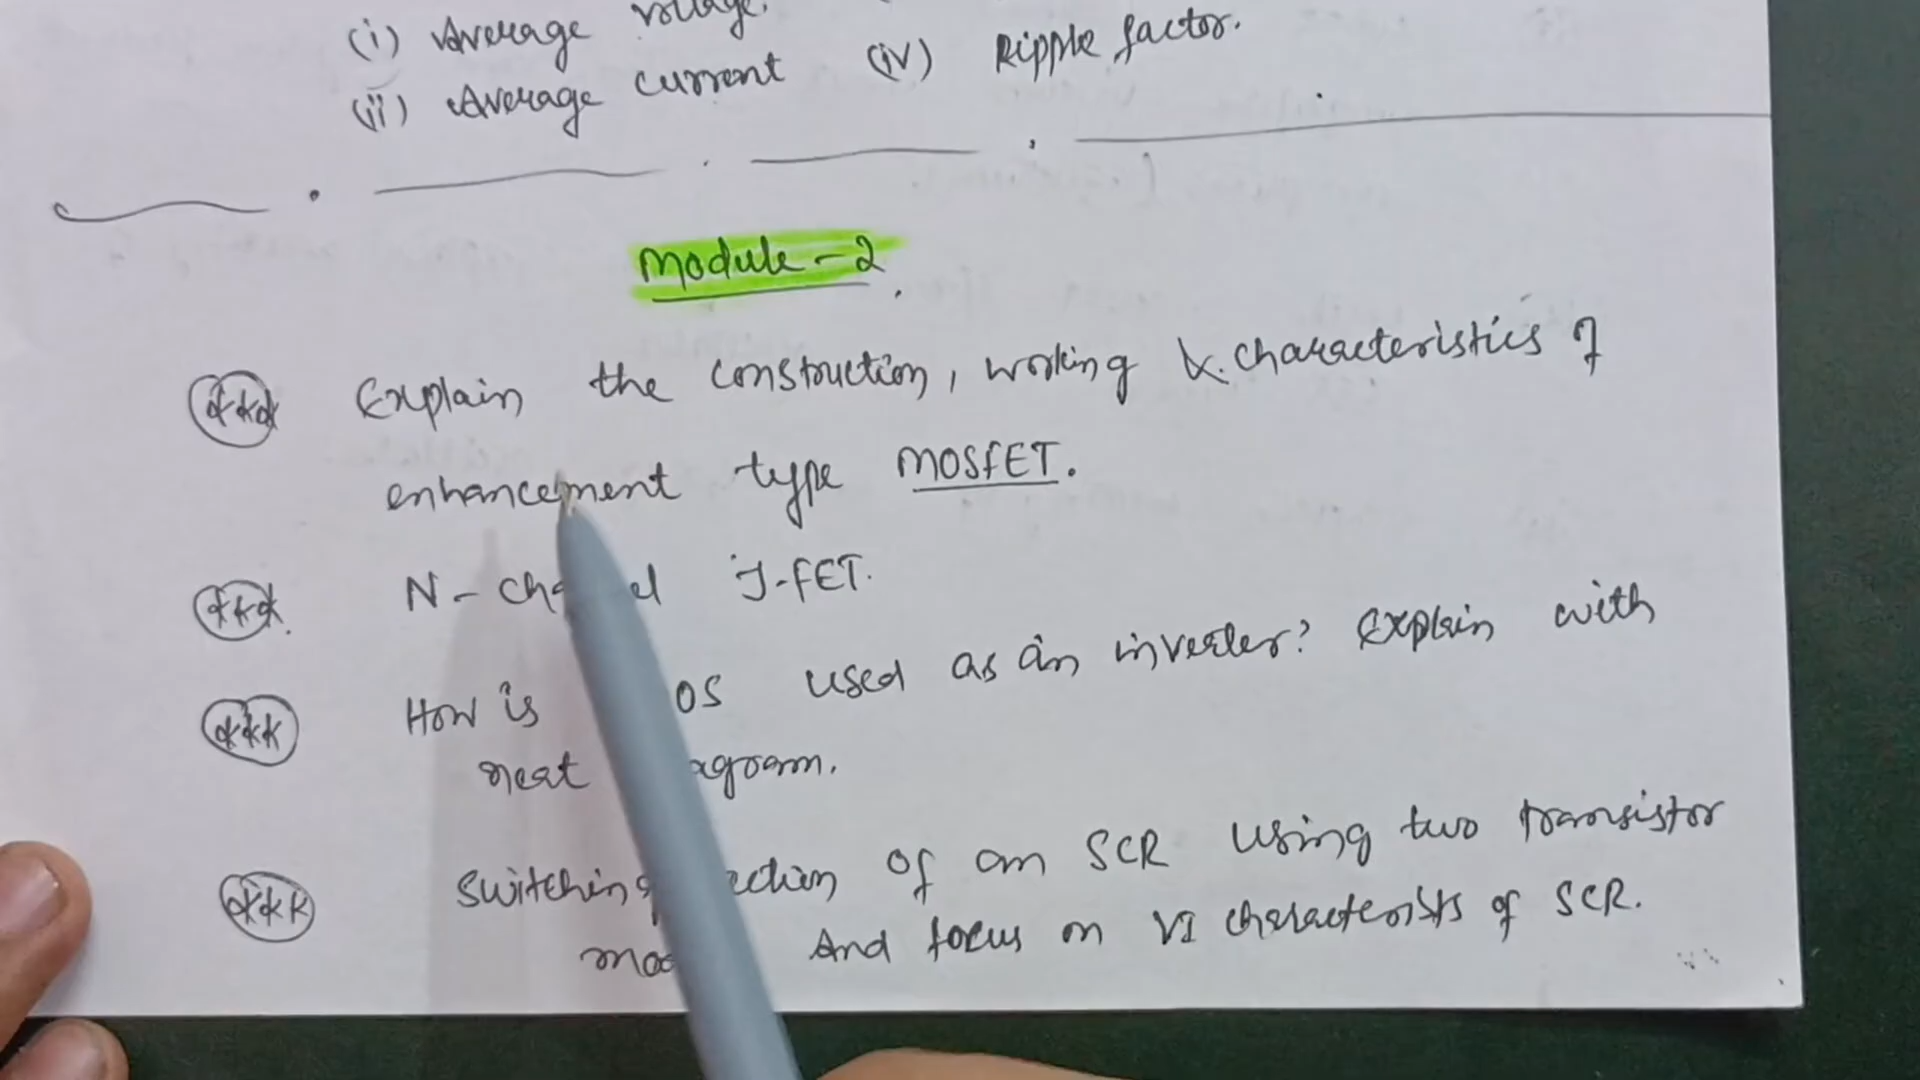 (i) Average voltage.
(ii) Average current (iv) Ripple factor.
Module - 2
*** Explain the construction, working & characteristics of
enhancement type MOSFET.
*** N - J-FET.
*** How is used as an inverter? Explain with
neat
*** Switching of an SCR using two transistor
And focus on VI characterists of SCR.